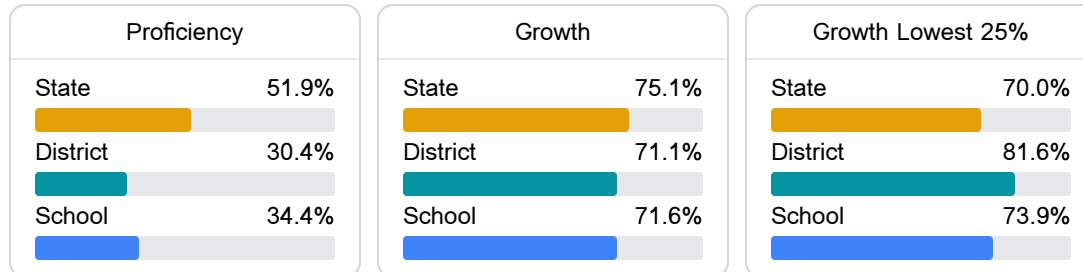 Proficiency
State 51.9%
District 30.4%
School 34.4%
Growth
State 75.1%
District 71.1%
School 71.6%
Growth Lowest 25%
State 70.0%
District 81.6%
School 73.9%